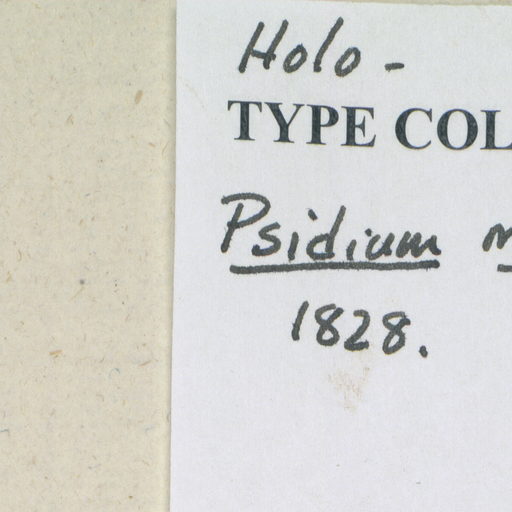 Holo -
TYPE COL
Psidium
1828.